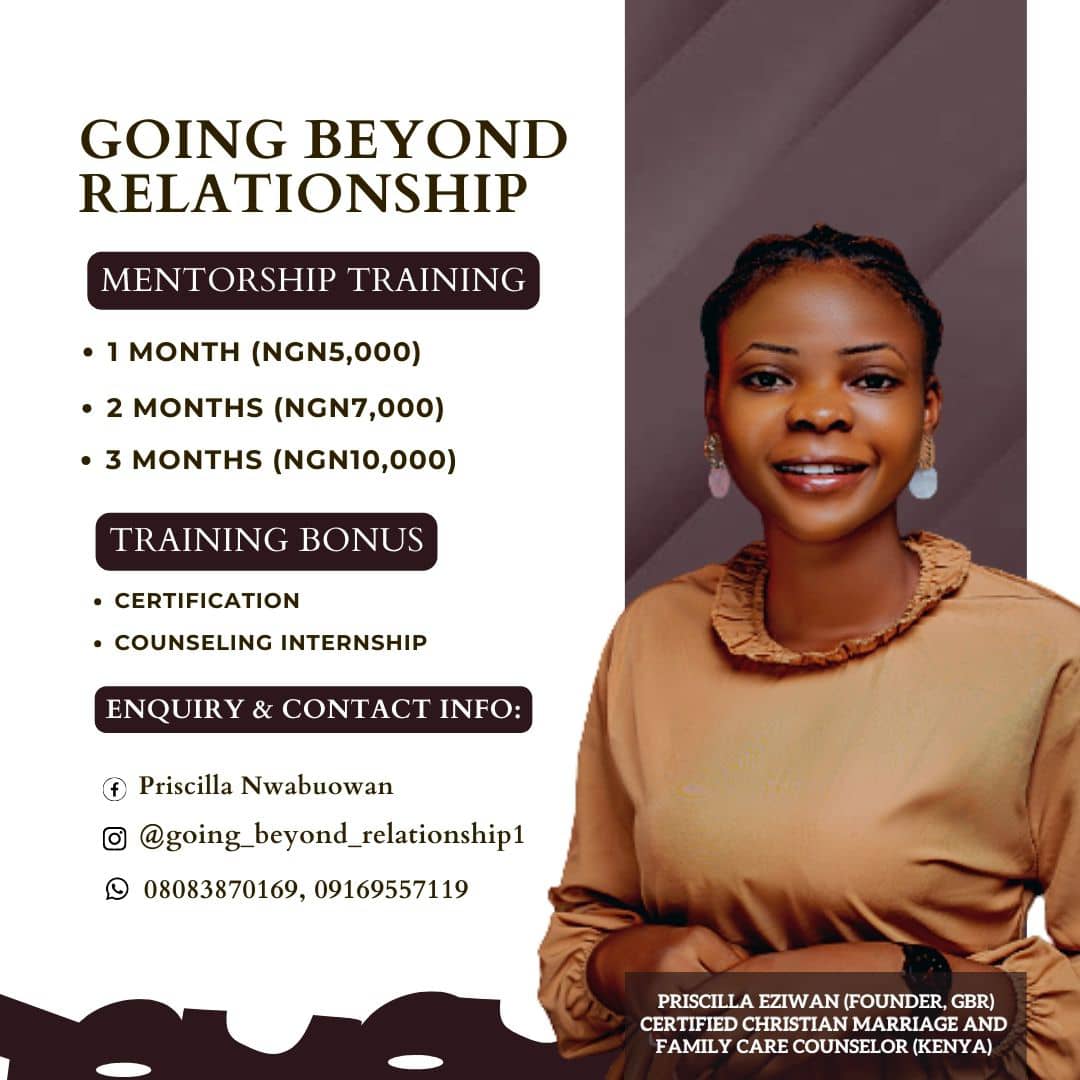 GOING BEYOND
RELATIONSHIP
MENTORSHIP TRAINING
• 1 MONTH (NGN5,000)
• 2 MONTHS (NGN7,000)
• 3 MONTHS (NGN10,000)
TRAINING BONUS
• CERTIFICATION
• COUNSELING INTERNSHIP
ENQUIRY & CONTACT INFO:
Priscilla Nwabuowan
@going_beyond_relationship1
08083870169, 09169557119
PRISCILLA EZIWAN (FOUNDER, GBR)
CERTIFIED CHRISTIAN MARRIAGE AND
FAMILY CARE COUNSELOR (KENYA)